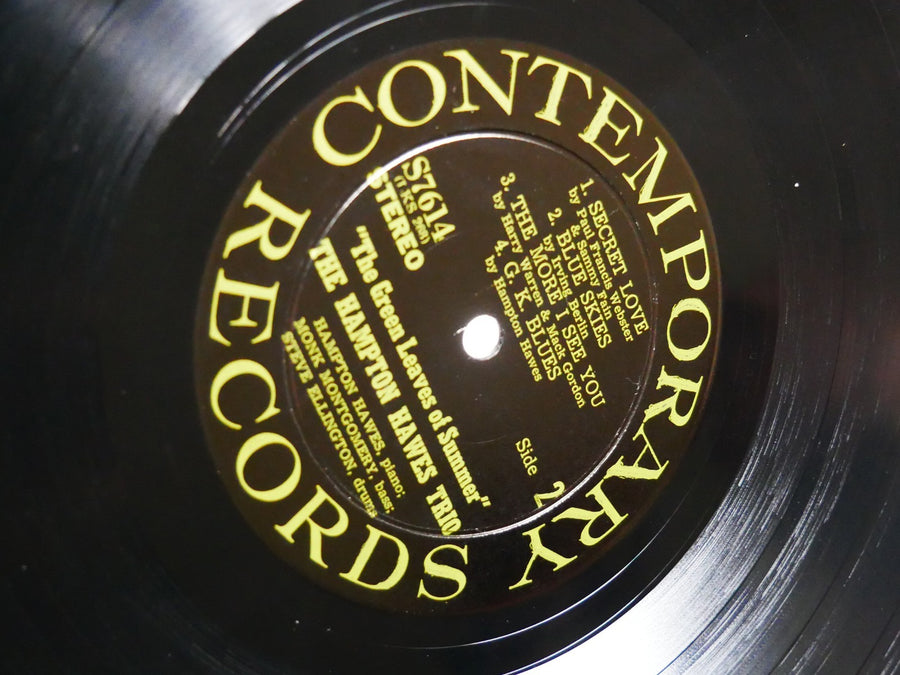 CONTEMPORARY RECORDS
S7614
STEREO
"The Green Leaves of Summer"
THE HAMPTON HAWES TRIO
HAMPTON HAWES, piano;
MONK MONTGOMERY, bass;
STEVE ELLINGTON, drums
Side 2
1. SECRET LOVE
by Paul Francis Webster
& Sammy Fain
2. BLUE SKIES
by Irving Berlin
3. THE MORE I SEE YOU
by Harry Warren & Mack Gordon
4. G. K. BLUES
by Hampton Hawes